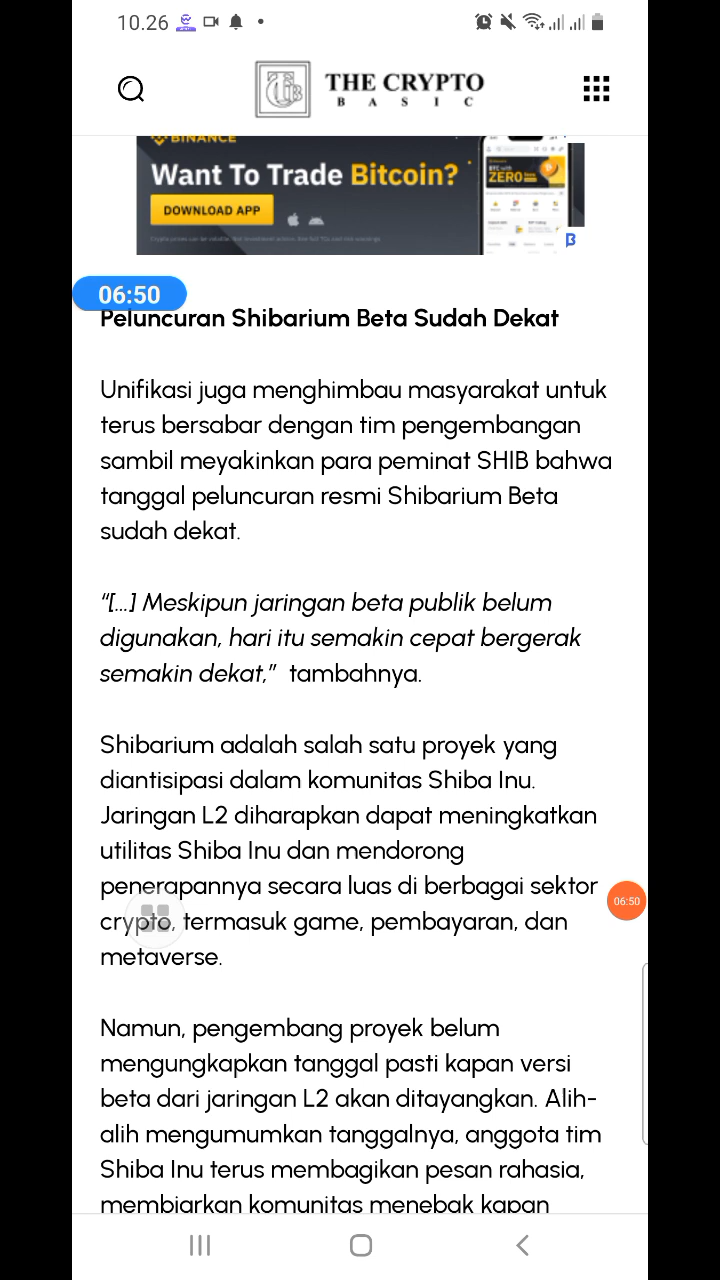 10.26
THE CRYPTO
BASIC
BINANCE
Want To Trade Bitcoin?
DOWNLOAD APP
ZERO
06:50
Peluncuran Shibarium Beta Sudah Dekat
Unifikasi juga menghimbau masyarakat untuk
terus bersabar dengan tim pengembangan
sambil meyakinkan para peminat SHIB bahwa
tanggal peluncuran resmi Shibarium Beta
sudah dekat.
“[…] Meskipun jaringan beta publik belum
digunakan, hari itu semakin cepat bergerak
semakin dekat,” tambahnya.
Shibarium adalah salah satu proyek yang
diantisipasi dalam komunitas Shiba Inu.
Jaringan L2 diharapkan dapat meningkatkan
utilitas Shiba Inu dan mendorong
penerapannya secara luas di berbagai sektor
06:50
crypto, termasuk game, pembayaran, dan
metaverse.
Namun, pengembang proyek belum
mengungkapkan tanggal pasti kapan versi
beta dari jaringan L2 akan ditayangkan. Alih-
alih mengumumkan tanggalnya, anggota tim
Shiba Inu terus membagikan pesan rahasia,
membiarkan komunitas menebak kapan